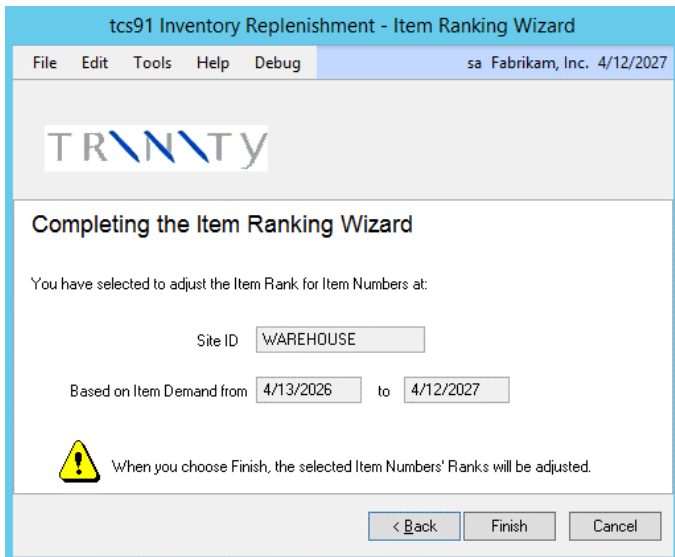 tcs91 Inventory Replenishment - Item Ranking Wizard
File Edit Tools Help Debug sa Fabrikam, Inc. 4/12/2027
TRINITY
Completing the Item Ranking Wizard
You have selected to adjust the Item Rank for Item Numbers at:
Site ID WAREHOUSE
Based on Item Demand from 4/13/2026 to 4/12/2027
When you choose Finish, the selected Item Numbers' Ranks will be adjusted.
< Back Finish Cancel